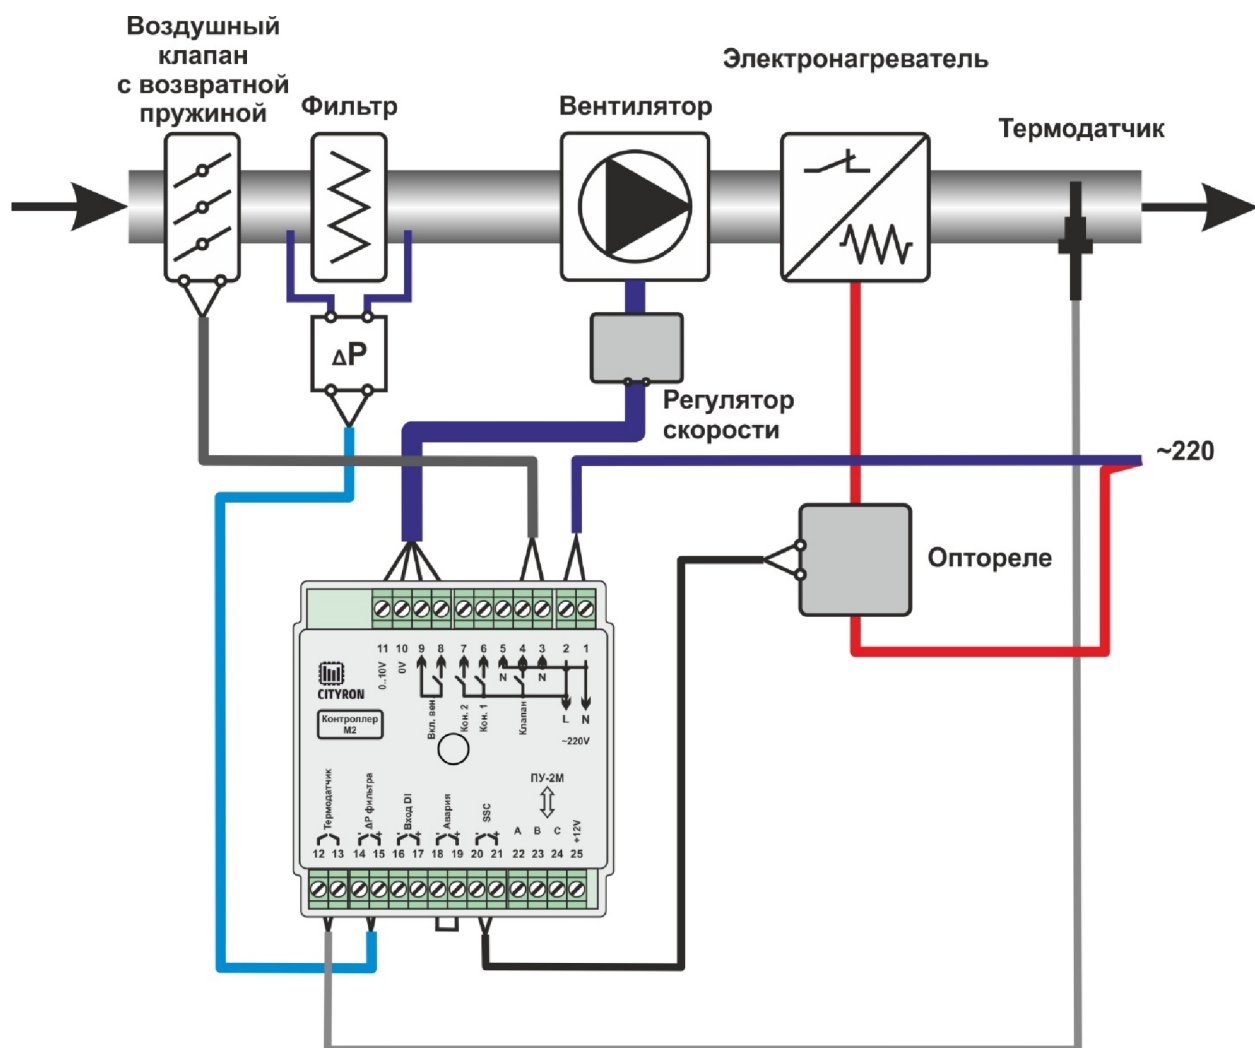 Воздушный
клапан
с возвратной
пружиной
Фильтр
Вентилятор
Электронагреватель
Термодатчик
ΔP
Регулятор
скорости
~220
Оптореле
11 10 9 8 7 6 5 4 3 2 1
0..10V
0V
N
N
Вкл. вен.
Кон. 2
Кон. 1
Клапан
L N
~220V
CITYRON
Контроллер
M2
ПУ-2М
Термодатчик
ΔP фильтра
Вход DI
Авария
SSC
A B C
+12V
- + - + - + - +
12 13 14 15 16 17 18 19 20 21 22 23 24 25